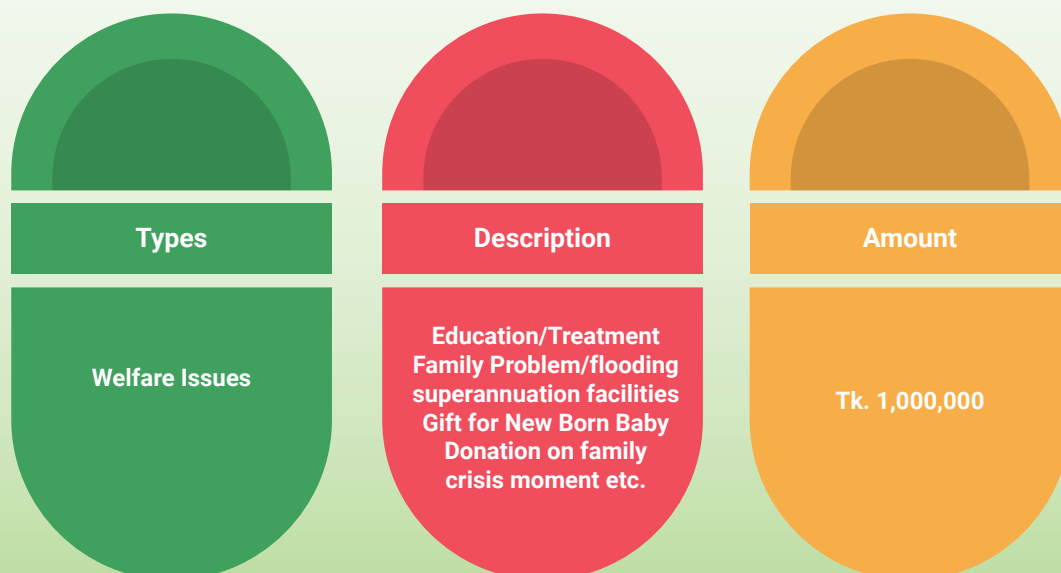 Types
Welfare Issues
Description
Education/Treatment
Family Problem/flooding
superannuation facilities
Gift for New Born Baby
Donation on family
crisis moment etc.
Amount
Tk. 1,000,000